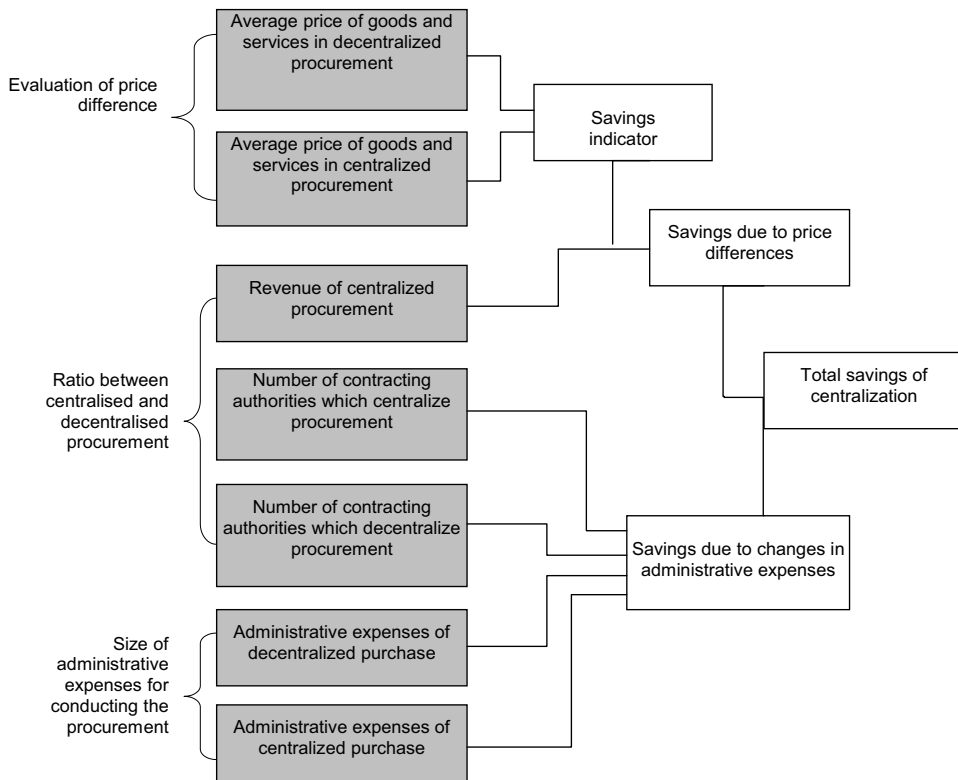 Evaluation of price
difference
Average price of goods and
services in decentralized
procurement
Average price of goods and
services in centralized
procurement
Savings
indicator
Savings due to price
differences
Ratio between
centralised and
decentralised
procurement
Revenue of centralized
procurement
Number of contracting
authorities which centralize
procurement
Number of contracting
authorities which decentralize
procurement
Total savings of
centralization
Savings due to changes in
administrative expenses
Size of
administrative
expenses for
conducting the
procurement
Administrative expenses of
decentralized purchase
Administrative expenses of
centralized purchase